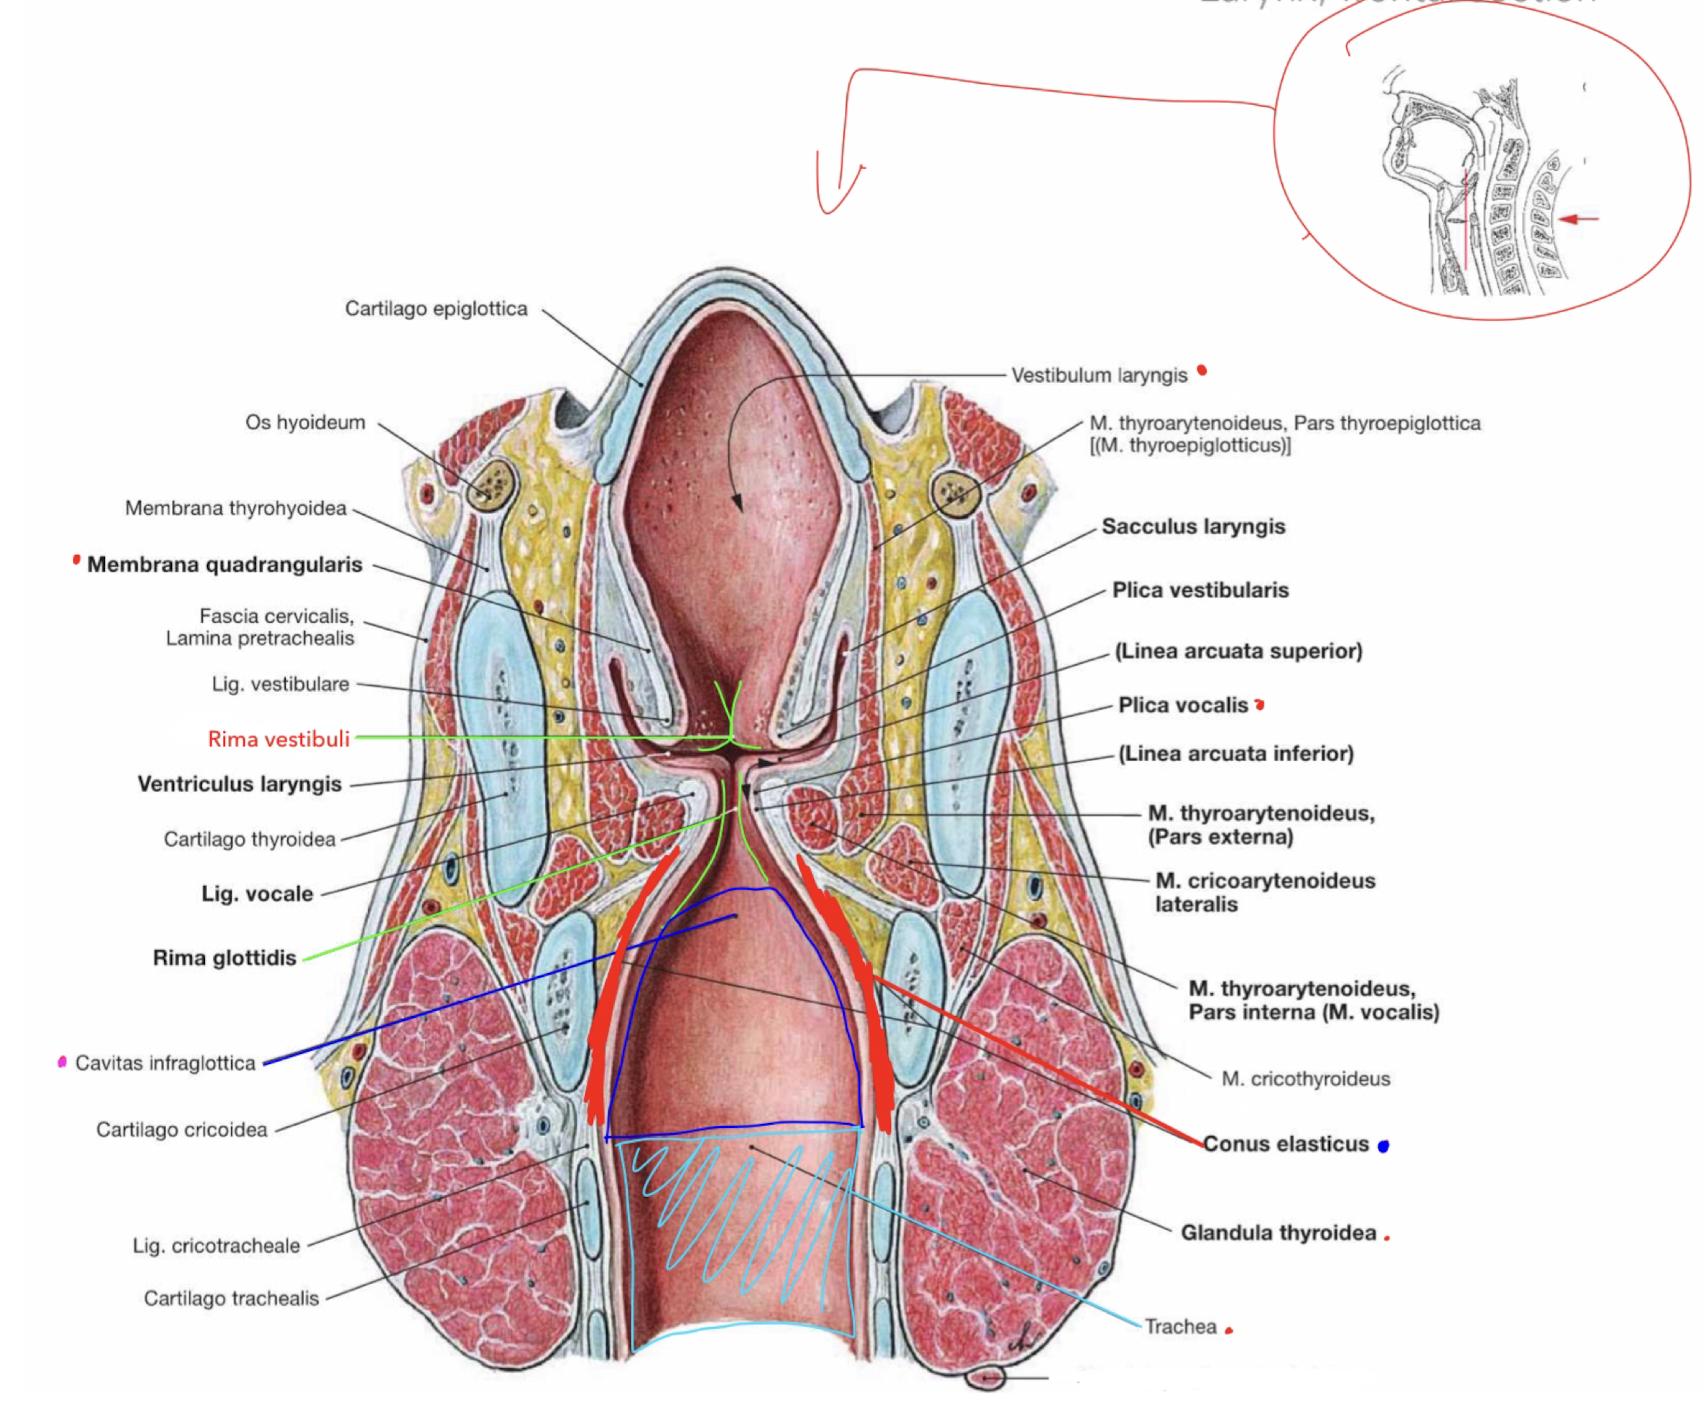 Larynx, frontal section
Cartilago epiglottica
Os hyoideum
Membrana thyrohyoidea
Membrana quadrangularis
Fascia cervicalis,
Lamina pretrachealis
Lig. vestibulare
Rima vestibuli
Ventriculus laryngis
Cartilago thyroidea
Lig. vocale
Rima glottidis
Cavitas infraglottica
Cartilago cricoidea
Lig. cricotracheale
Cartilago trachealis
Vestibulum laryngis
M. thyroarytenoideus, Pars thyroepiglottica
[(M. thyroepiglotticus)]
Sacculus laryngis
Plica vestibularis
(Linea arcuata superior)
Plica vocalis
(Linea arcuata inferior)
M. thyroarytenoideus,
(Pars externa)
M. cricoarytenoideus
lateralis
M. thyroarytenoideus,
Pars interna (M. vocalis)
M. cricothyroideus
Conus elasticus
Glandula thyroidea
Trachea